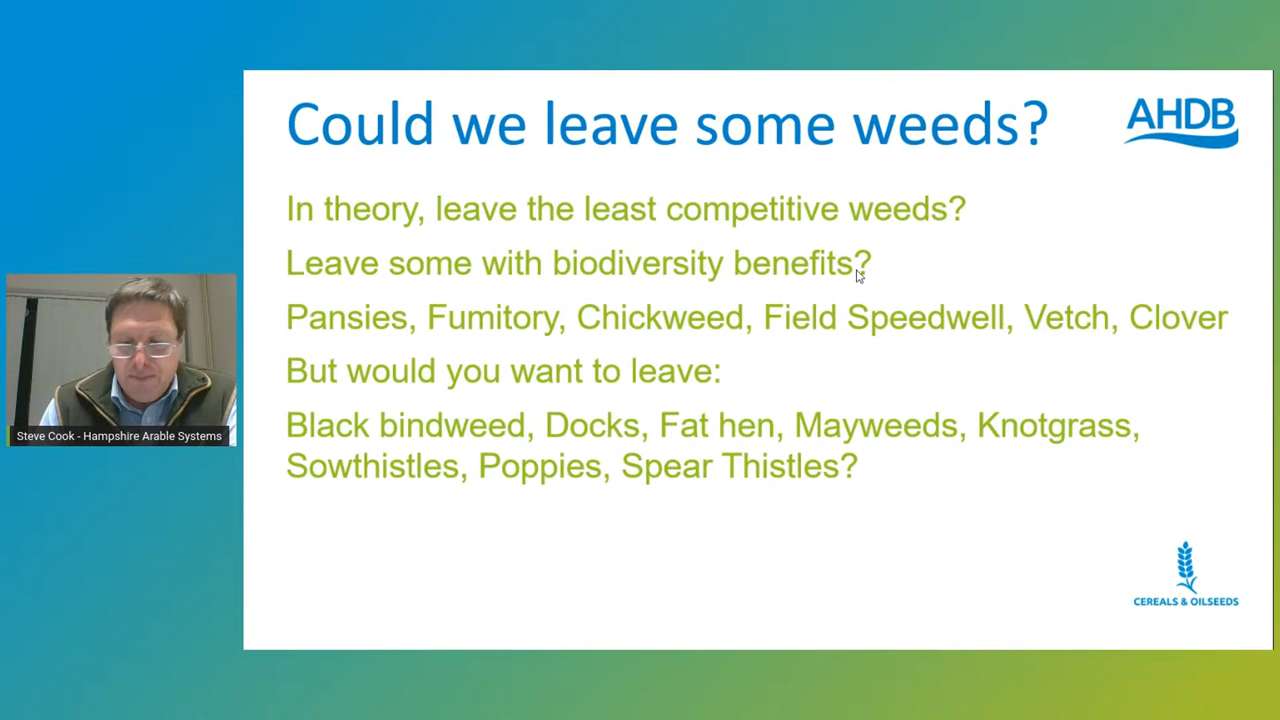 Could we leave some weeds?
AHDB
In theory, leave the least competitive weeds?
Leave some with biodiversity benefits?
Pansies, Fumitory, Chickweed, Field Speedwell, Vetch, Clover
But would you want to leave:
Black bindweed, Docks, Fat hen, Mayweeds, Knotgrass,
Sowthistles, Poppies, Spear Thistles?
Steve Cook - Hampshire Arable Systems
CEREALS & OILSEEDS